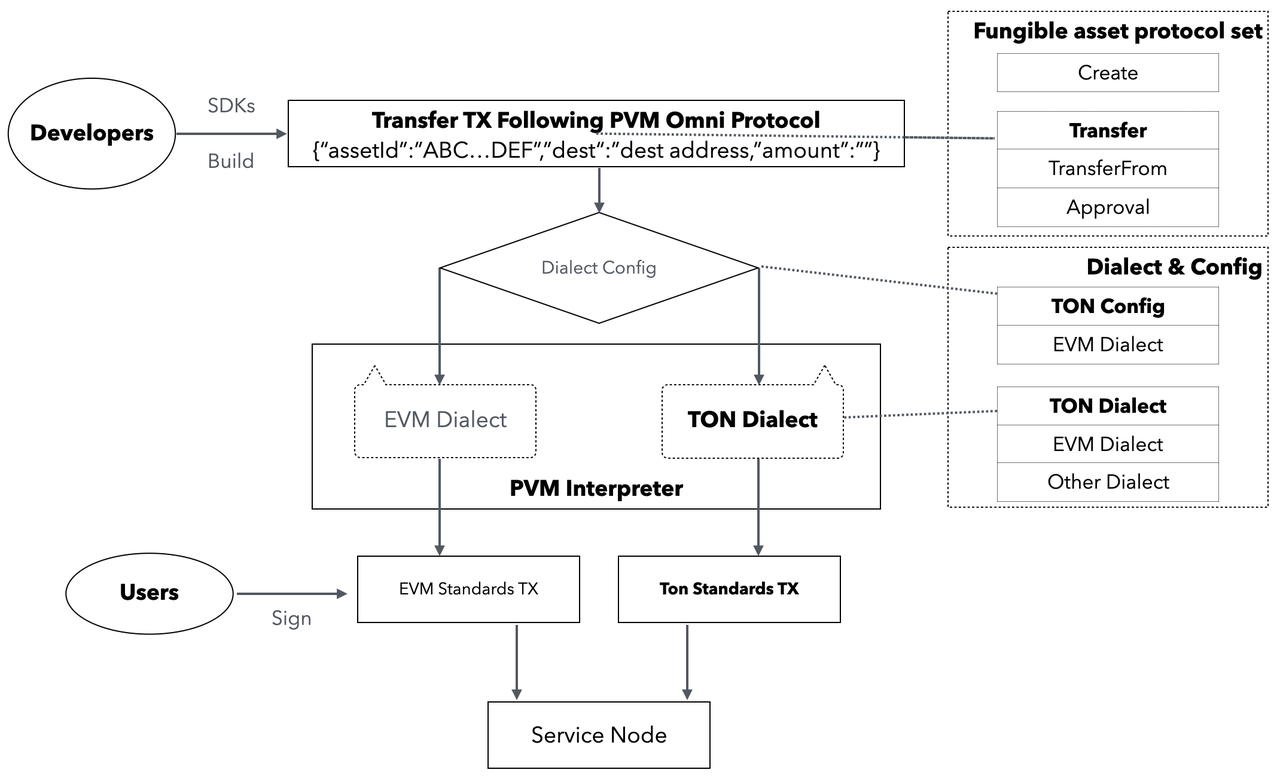 Fungible asset protocol set
Create
Transfer
TransferFrom
Approval
Developers
SDKs
Build
Transfer TX Following PVM Omni Protocol
{“assetId“:“ABC...DEF“,”dest“:”dest address,”amount“:””}
Dialect Config
Dialect & Config
TON Config
EVM Dialect
TON Dialect
EVM Dialect
Other Dialect
EVM Dialect
TON Dialect
PVM Interpreter
Users
Sign
EVM Standards TX
Ton Standards TX
Service Node